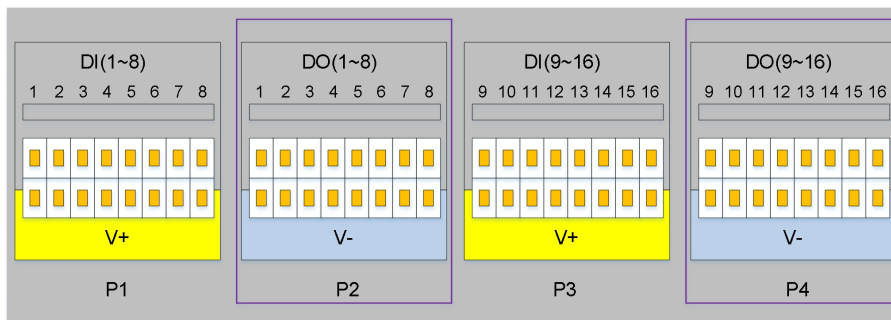 DI(1~8)
1 2 3 4 5 6 7 8
V+
P1
DO(1~8)
1 2 3 4 5 6 7 8
V-
P2
DI(9~16)
9 10 11 12 13 14 15 16
V+
P3
DO(9~16)
9 10 11 12 13 14 15 16
V-
P4